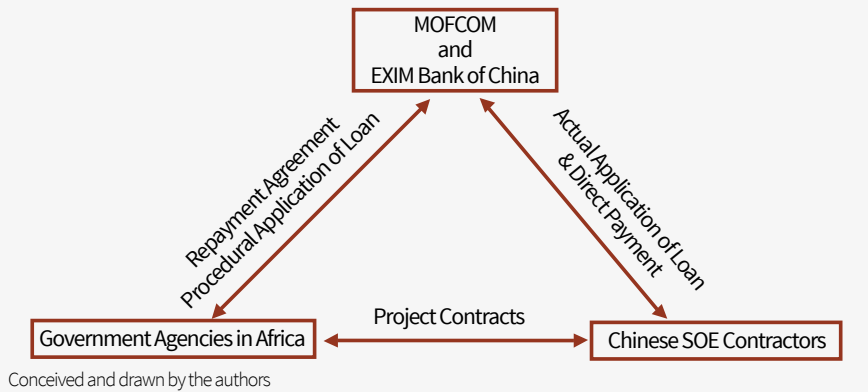 MOFCOM
and
EXIM Bank of China
Repayment Agreement
Procedural Application of Loan
Actual Application of Loan
& Direct Payment
Project Contracts
Government Agencies in Africa
Chinese SOE Contractors
Conceived and drawn by the authors